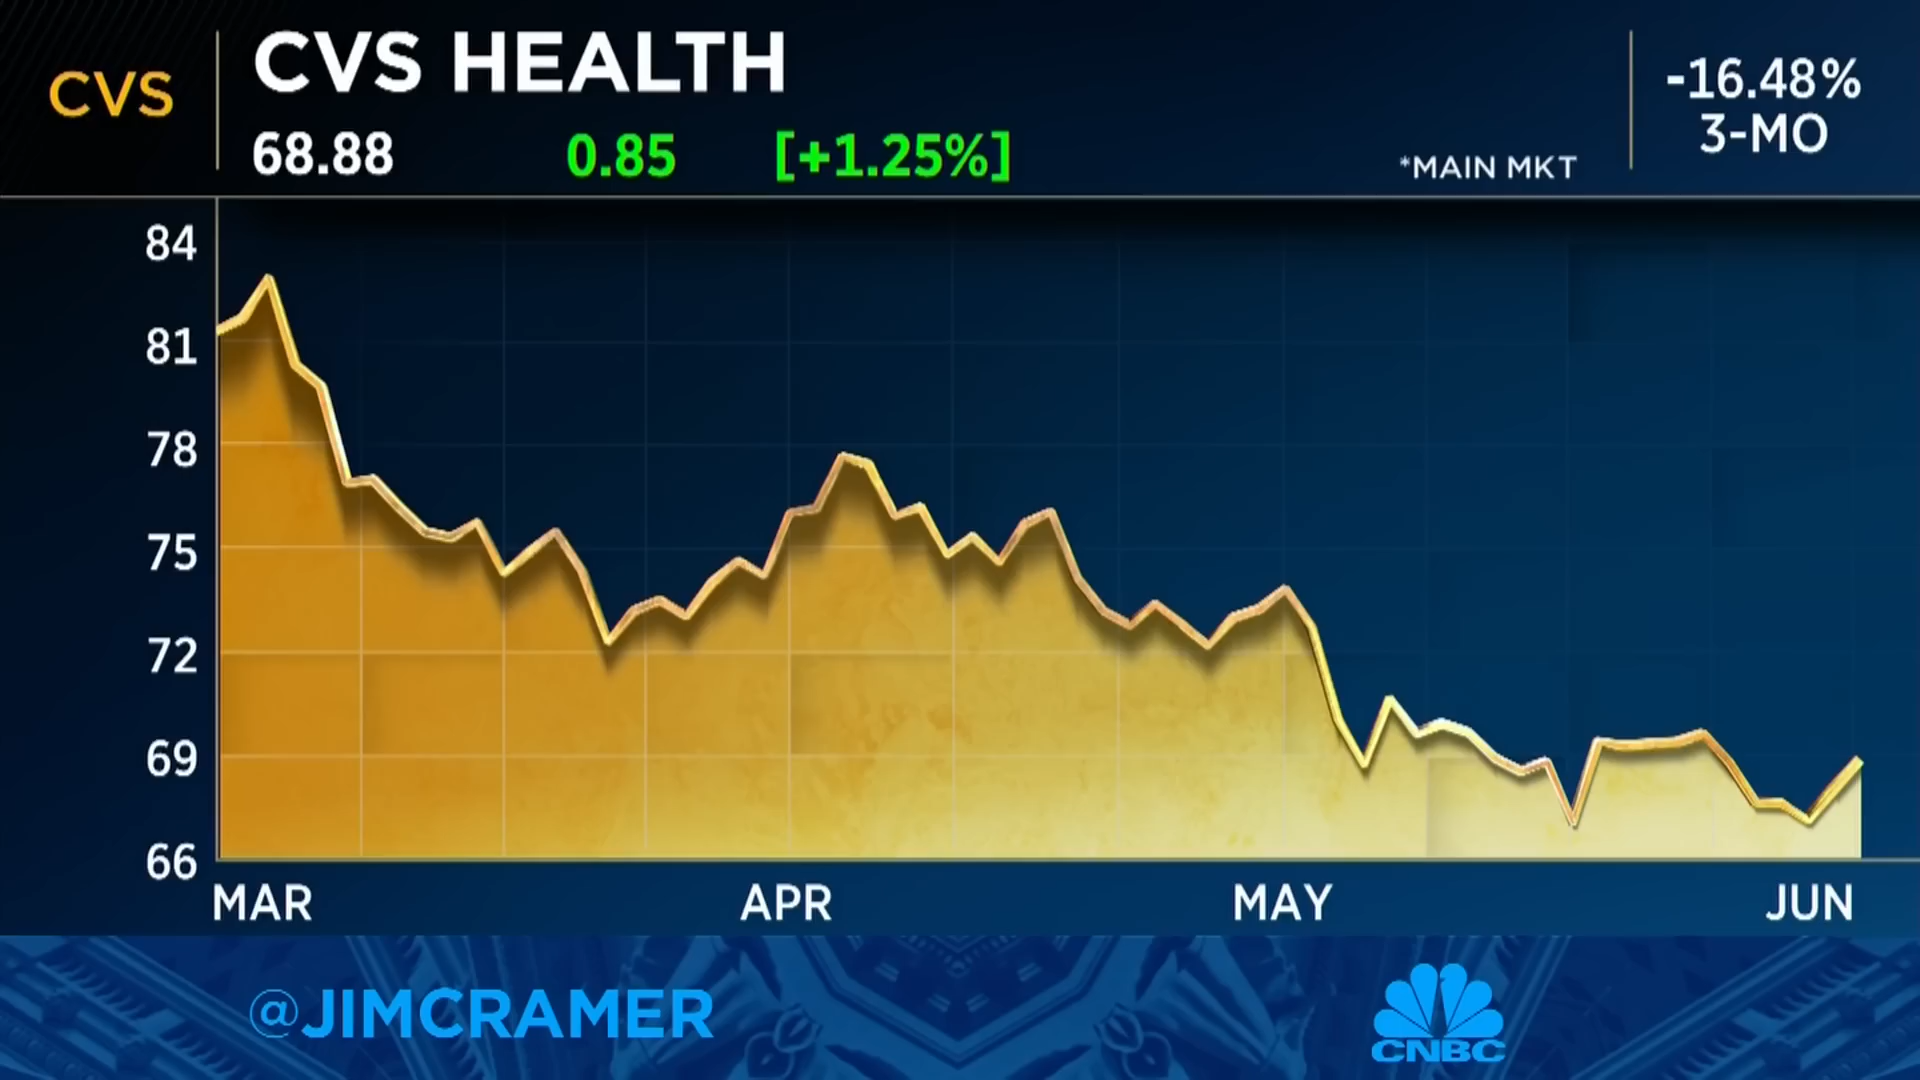 CVS
CVS HEALTH
68.88 0.85 [+1.25%]
*MAIN MKT
-16.48%
3-MO
84
81
78
75
72
69
66
MAR APR MAY JUN
@JIMCRAMER
CNBC